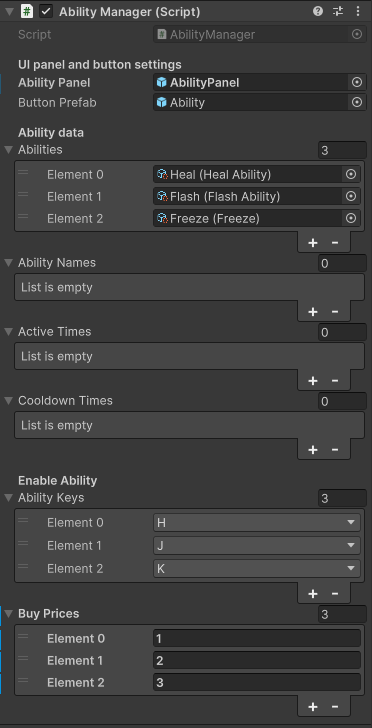 Ability Manager (Script)
Script AbilityManager
UI panel and button settings
Ability Panel AbilityPanel
Button Prefab Ability
Ability data
Abilities 3
Element 0 Heal (Heal Ability)
Element 1 Flash (Flash Ability)
Element 2 Freeze (Freeze)
+ -
Ability Names 0
List is empty
+ -
Active Times 0
List is empty
+ -
Cooldown Times 0
List is empty
+ -
Enable Ability
Ability Keys 3
Element 0 H
Element 1 J
Element 2 K
+ -
Buy Prices 3
Element 0 1
Element 1 2
Element 2 3
+ -